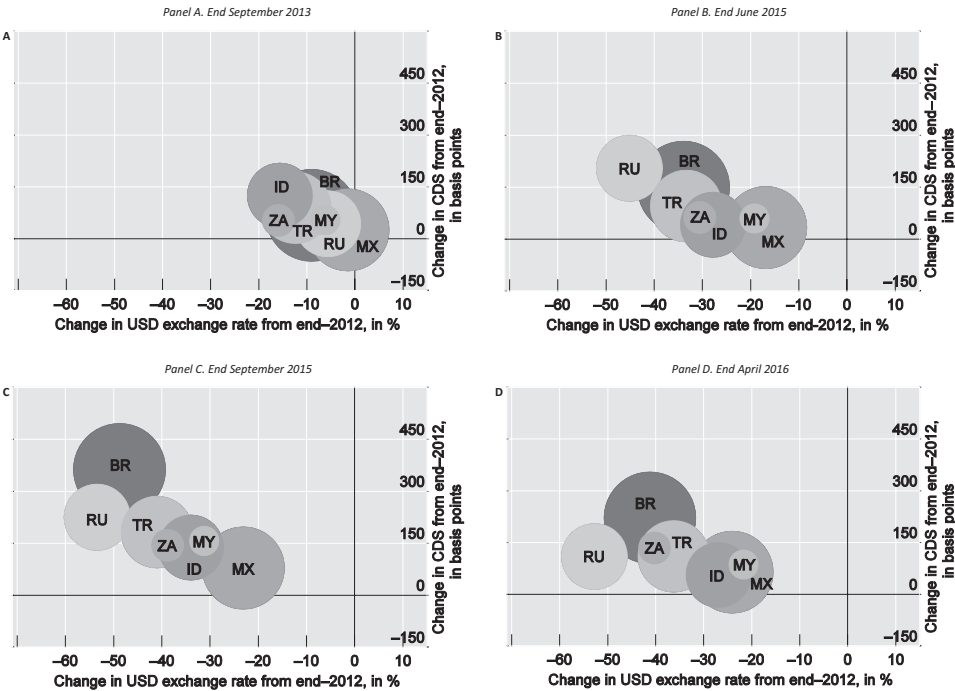 Panel A. End September 2013
A
450
300
150
0
–150
ID
BR
ZA
TR
MY
RU
MX
Change in CDS from end–2012,
in basis points
–60 –50 –40 –30 –20 –10 0 10
Change in USD exchange rate from end–2012, in %
Panel B. End June 2015
B
450
300
150
0
–150
RU
BR
TR
ZA
ID
MY
MX
Change in CDS from end–2012,
in basis points
–60 –50 –40 –30 –20 –10 0 10
Change in USD exchange rate from end–2012, in %
Panel C. End September 2015
C
450
300
150
0
–150
BR
RU
TR
ZA
MY
ID
MX
Change in CDS from end–2012,
in basis points
–60 –50 –40 –30 –20 –10 0 10
Change in USD exchange rate from end–2012, in %
Panel D. End April 2016
D
450
300
150
0
–150
BR
RU
ZA
TR
ID
MY
MX
Change in CDS from end–2012,
in basis points
–60 –50 –40 –30 –20 –10 0 10
Change in USD exchange rate from end–2012, in %